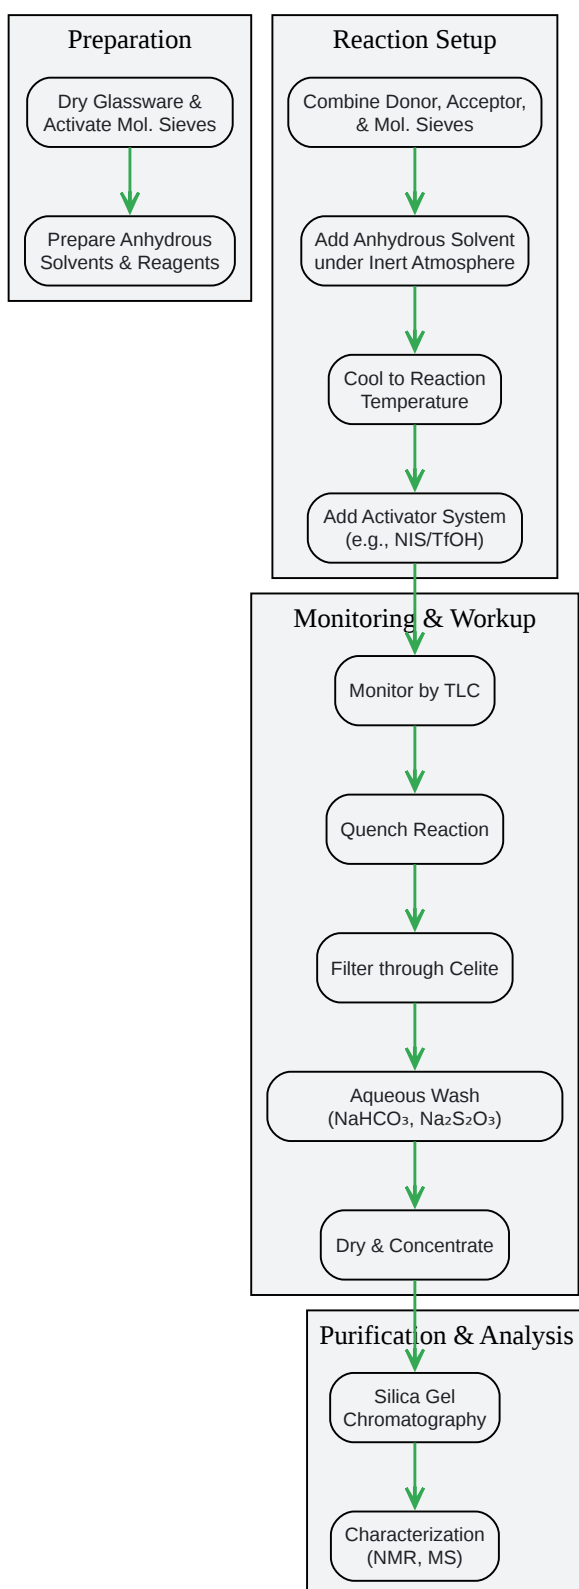 Preparation
Dry Glassware &
Activate Mol. Sieves
Prepare Anhydrous
Solvents & Reagents
Reaction Setup
Combine Donor, Acceptor,
& Mol. Sieves
Add Anhydrous Solvent
under Inert Atmosphere
Cool to Reaction
Temperature
Add Activator System
(e.g., NIS/TfOH)
Monitoring & Workup
Monitor by TLC
Quench Reaction
Filter through Celite
Aqueous Wash
(NaHCO₃, Na₂S₂O₃)
Dry & Concentrate
Purification & Analysis
Silica Gel
Chromatography
Characterization
(NMR, MS)